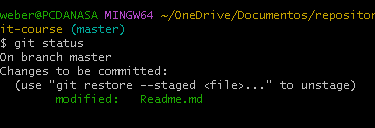 weber@PCDANASA MINGW64 ~/OneDrive/Documentos/repositor
it-course (master)
$ git status
On branch master
Changes to be committed:
  (use "git restore --staged <file>..." to unstage)
        modified:   Readme.md